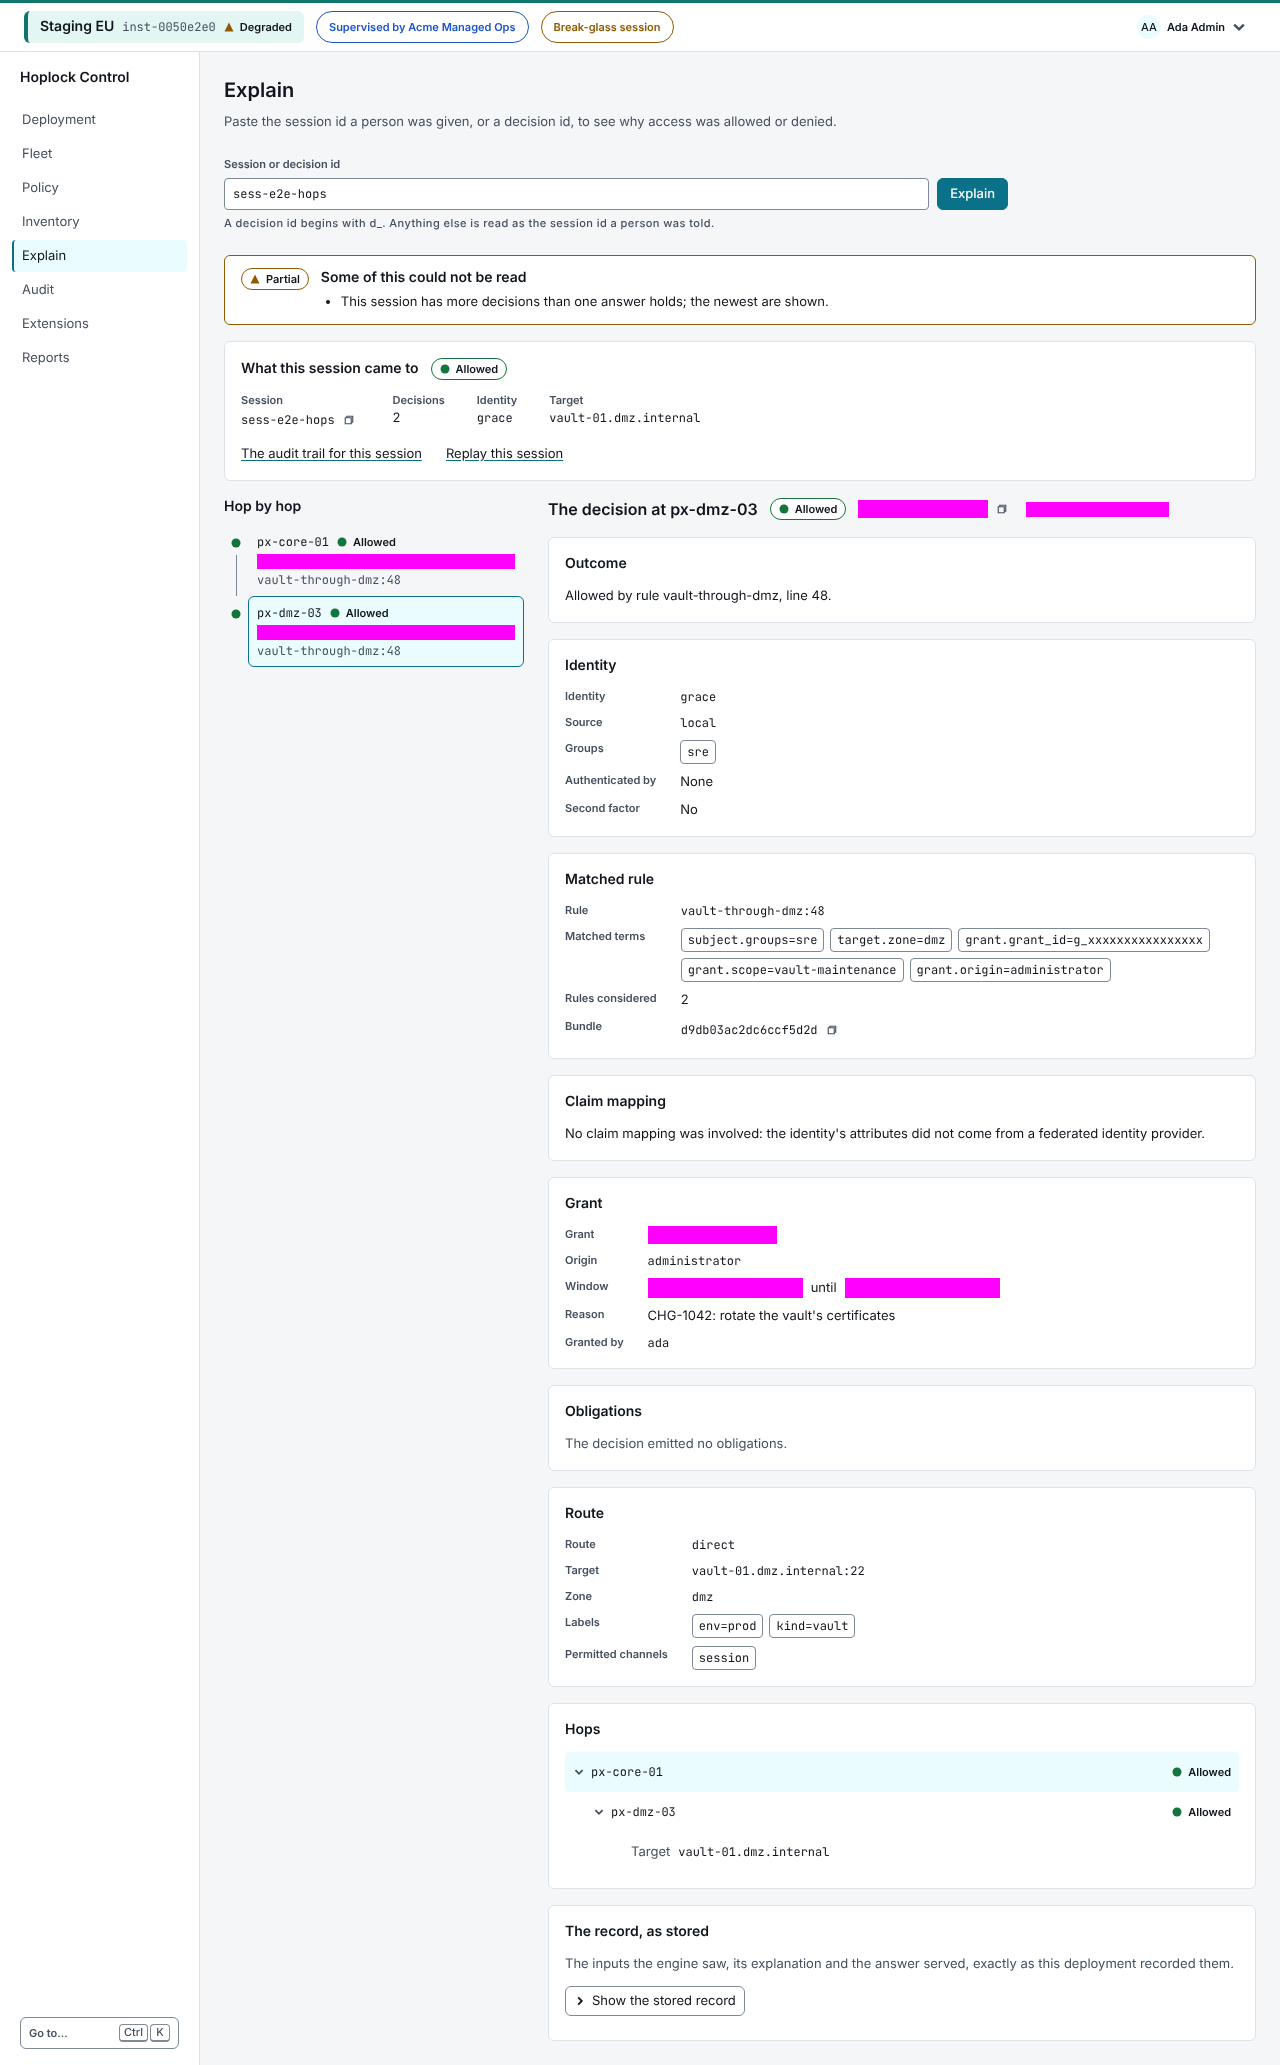 Staging EU inst-0050e2e0 Degraded Supervised by Acme Managed Ops Break-glass session AA Ada Admin
Hoplock Control
Deployment
Fleet
Policy
Inventory
Explain
Audit
Extensions
Reports
Go to... Ctrl K
Explain
Paste the session id a person was given, or a decision id, to see why access was allowed or denied.
Session or decision id
sess-e2e-hops Explain
A decision id begins with d_. Anything else is read as the session id a person was told.
Partial Some of this could not be read
• This session has more decisions than one answer holds; the newest are shown.
What this session came to Allowed
Session Decisions Identity Target
sess-e2e-hops 2 grace vault-01.dmz.internal
The audit trail for this session Replay this session
Hop by hop
px-core-01 Allowed
vault-through-dmz:48
px-dmz-03 Allowed
vault-through-dmz:48
The decision at px-dmz-03 Allowed
Outcome
Allowed by rule vault-through-dmz, line 48.
Identity
Identity grace
Source local
Groups sre
Authenticated by None
Second factor No
Matched rule
Rule vault-through-dmz:48
Matched terms subject.groups=sre target.zone=dmz grant.grant_id=g_xxxxxxxxxxxxxxxx
grant.scope=vault-maintenance grant.origin=administrator
Rules considered 2
Bundle d9db03ac2dc6ccf5d2d
Claim mapping
No claim mapping was involved: the identity's attributes did not come from a federated identity provider.
Grant
Grant
Origin administrator
Window until
Reason CHG-1042: rotate the vault's certificates
Granted by ada
Obligations
The decision emitted no obligations.
Route
Route direct
Target vault-01.dmz.internal:22
Zone dmz
Labels env=prod kind=vault
Permitted channels session
Hops
px-core-01 Allowed
px-dmz-03 Allowed
Target vault-01.dmz.internal
The record, as stored
The inputs the engine saw, its explanation and the answer served, exactly as this deployment recorded them.
Show the stored record